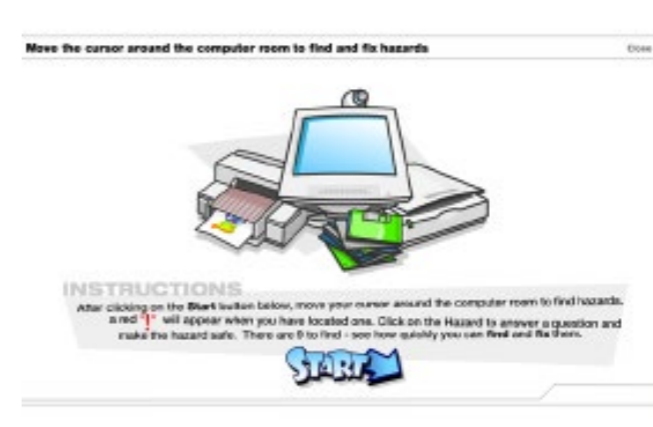 Move the cursor around the computer room to find and fix hazards
Close
INSTRUCTIONS
After clicking on the Start button below, move your cursor around the computer room to find hazards.
a red "!" will appear when you have located one. Click on the Hazard to answer a question and
make the hazard safe. There are 9 to find - see how quickly you can find and fix them.
START